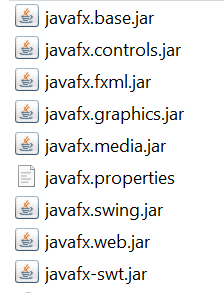 javafx.base.jar
javafx.controls.jar
javafx.fxml.jar
javafx.graphics.jar
javafx.media.jar
javafx.properties
javafx.swing.jar
javafx.web.jar
javafx-swt.jar